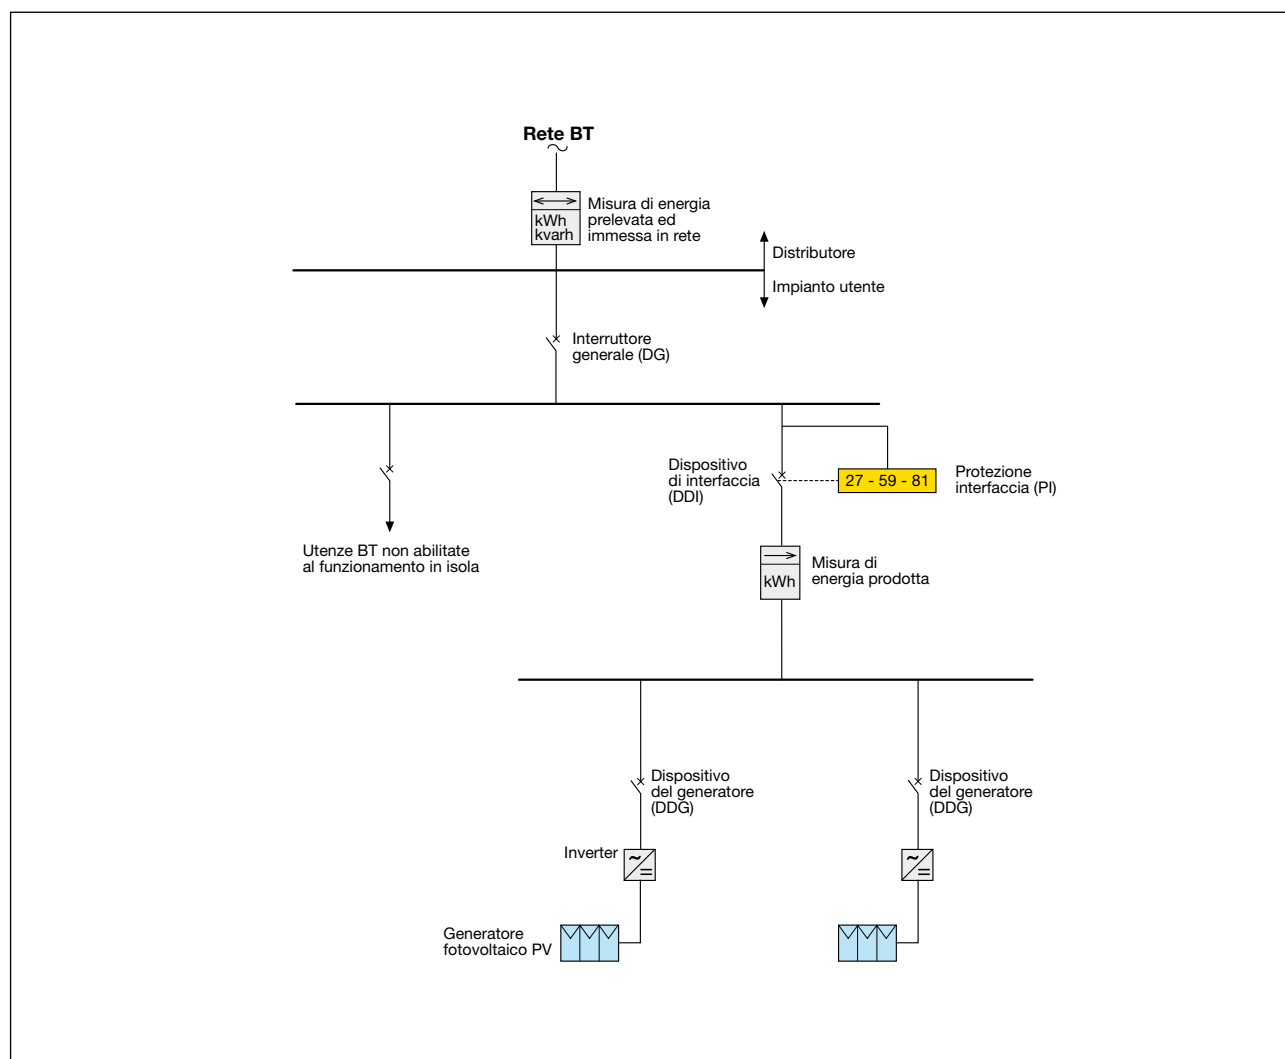 Rete BT
kWh
kvarh
Misura di energia
prelevata ed
immessa in rete
Distributore
Impianto utente
Interruttore
generale (DG)
Dispositivo
di interfaccia
(DDI)
27 - 59 - 81
Protezione
interfaccia (PI)
Utenze BT non abilitate
al funzionamento in isola
kWh
Misura di
energia prodotta
Dispositivo
del generatore
(DDG)
Dispositivo
del generatore
(DDG)
Inverter
Generatore
fotovoltaico PV